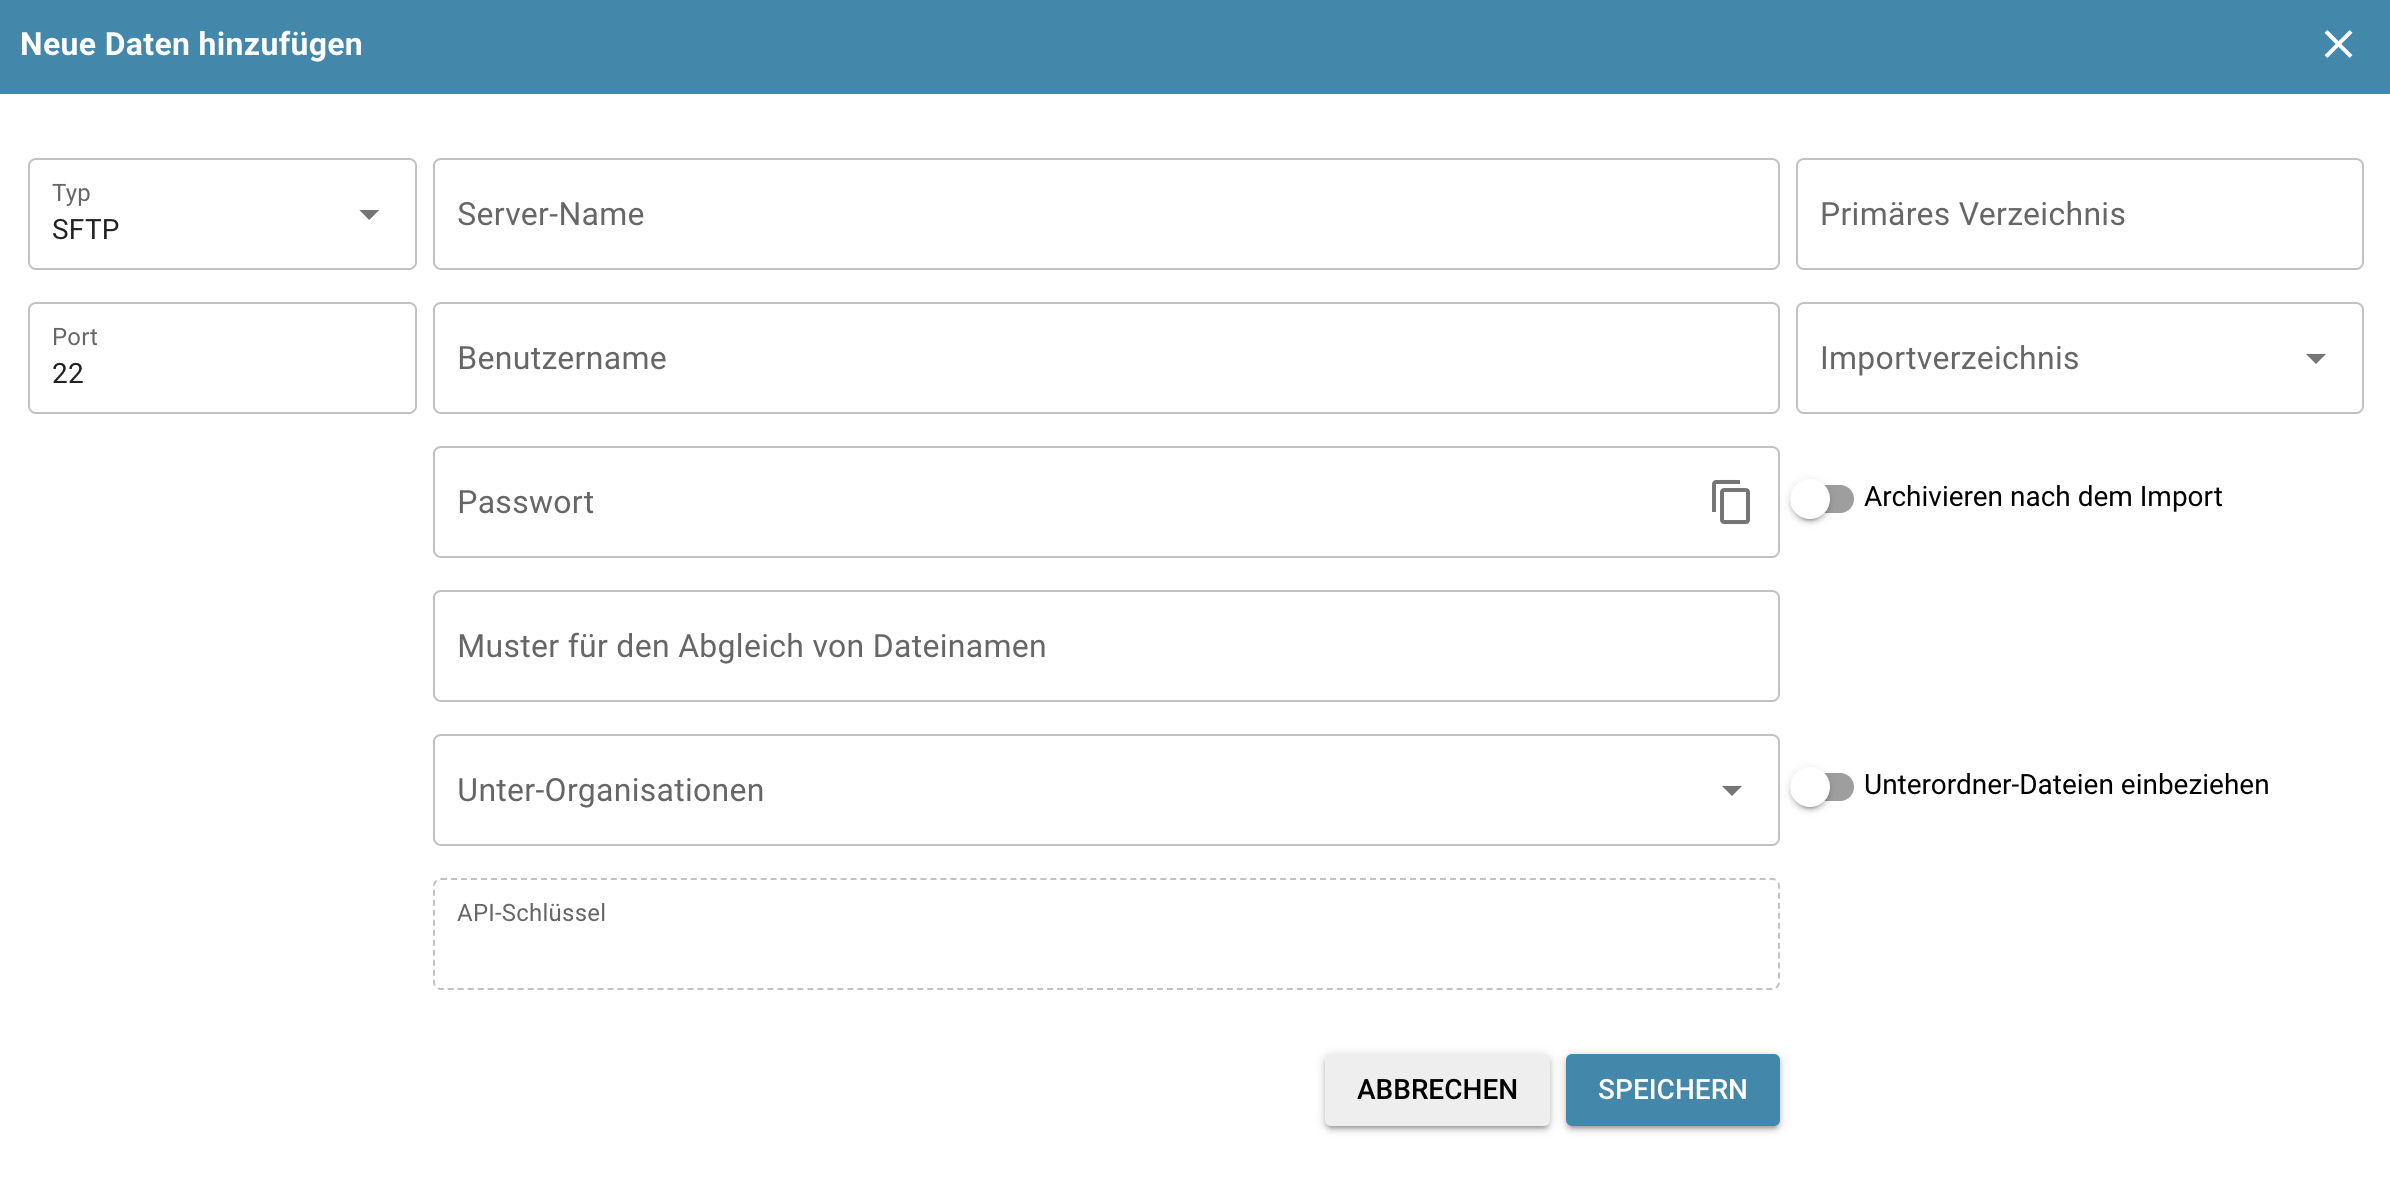 Neue Daten hinzufügen
Typ
SFTP
Server-Name
Primäres Verzeichnis
Port
22
Benutzername
Importverzeichnis
Passwort
Archivieren nach dem Import
Muster für den Abgleich von Dateinamen
Unter-Organisationen
Unterordner-Dateien einbeziehen
API-Schlüssel
ABBRECHEN
SPEICHERN